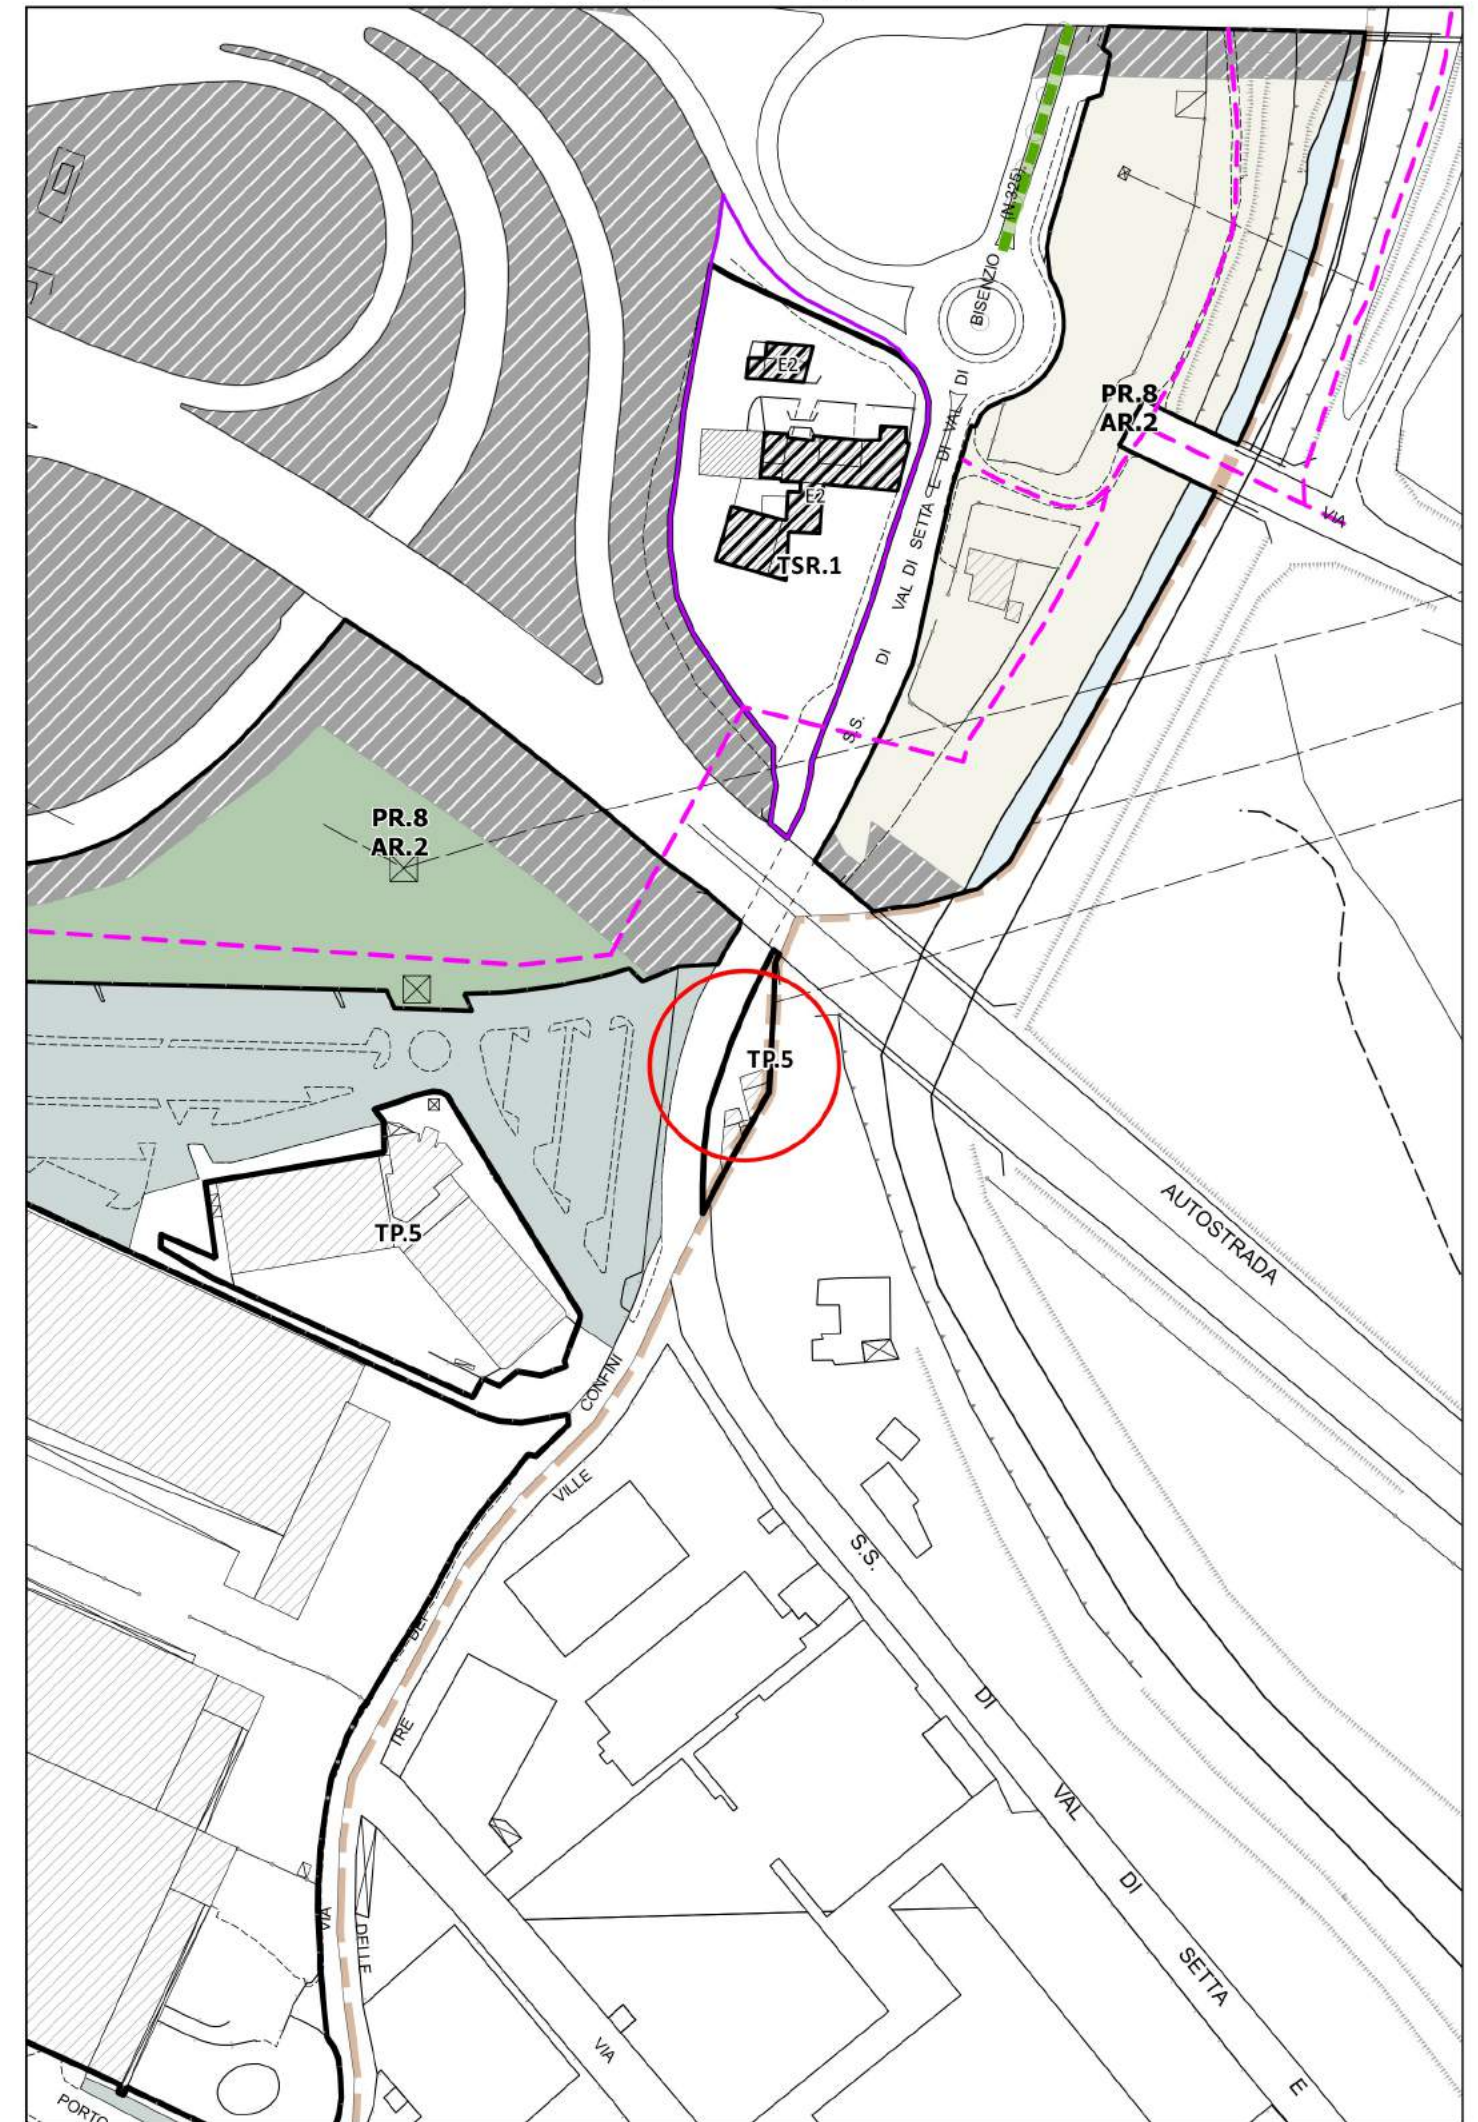 (N.325)
BISENZIO
DI
VAL
DI
E
SETTA
DI
VAL
DI
S.S.
E2
E2
TSR.1
PR.8
AR.2
VIA
PR.8
AR.2
TP.5
TP.5
AUTOSTRADA
CONFINI
VILLE
DEI
TRE
DELLE
VIA
S.S.
DI
VAL
DI
SETTA
E
VIA
PORTO